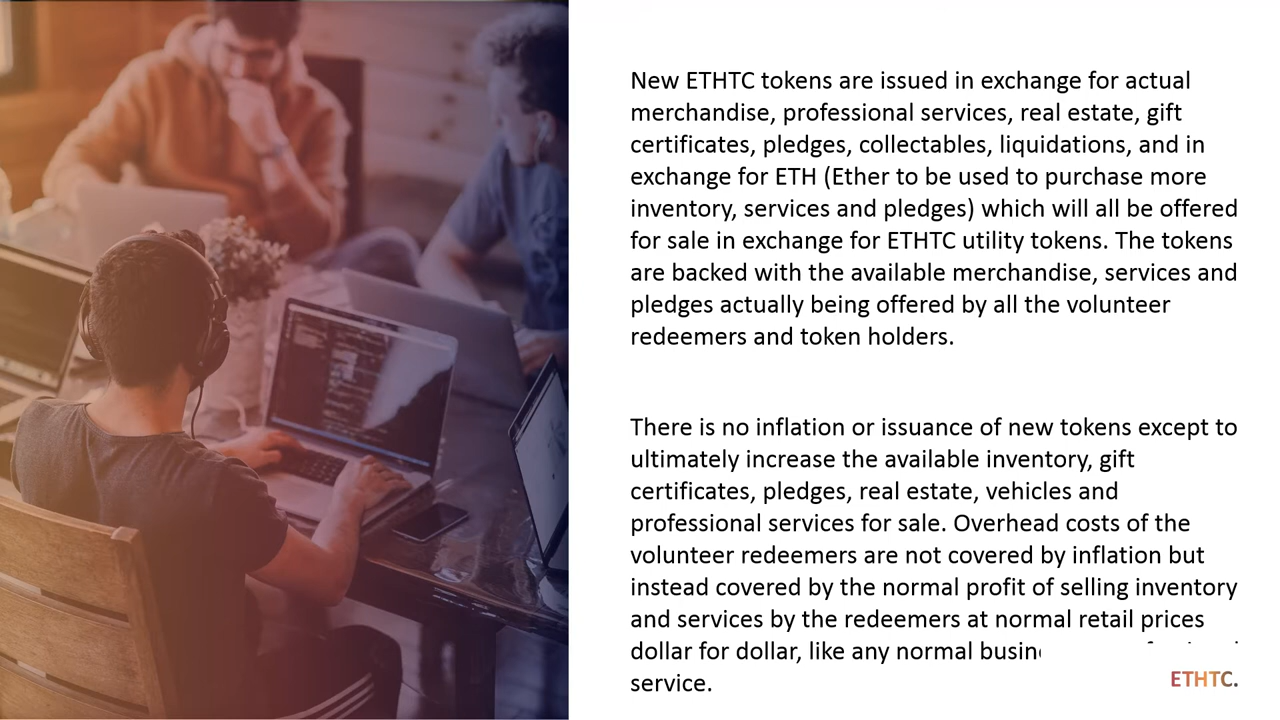 New ETHTC tokens are issued in exchange for actual
merchandise, professional services, real estate, gift
certificates, pledges, collectables, liquidations, and in
exchange for ETH (Ether to be used to purchase more
inventory, services and pledges) which will all be offered
for sale in exchange for ETHTC utility tokens. The tokens
are backed with the available merchandise, services and
pledges actually being offered by all the volunteer
redeemers and token holders.
There is no inflation or issuance of new tokens except to
ultimately increase the available inventory, gift
certificates, pledges, real estate, vehicles and
professional services for sale. Overhead costs of the
volunteer redeemers are not covered by inflation but
instead covered by the normal profit of selling inventory
and services by the redeemers at normal retail prices
dollar for dollar, like any normal
service.
ETHTC.